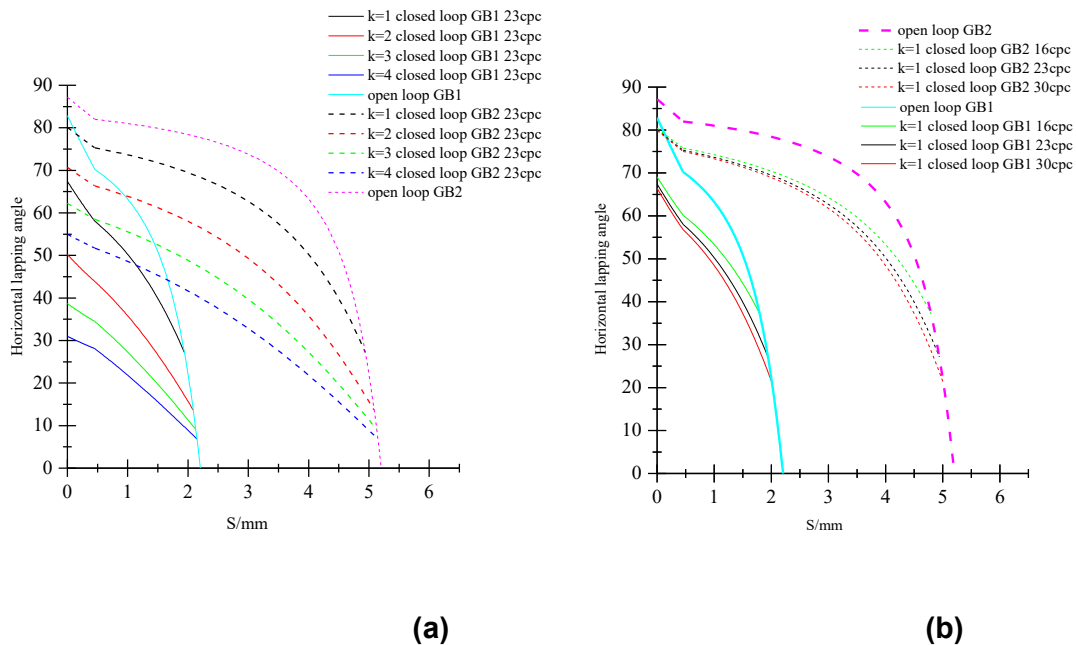 k=1 closed loop GB1 23cpc
k=2 closed loop GB1 23cpc
k=3 closed loop GB1 23cpc
k=4 closed loop GB1 23cpc
open loop GB1
k=1 closed loop GB2 23cpc
k=2 closed loop GB2 23cpc
k=3 closed loop GB2 23cpc
k=4 closed loop GB2 23cpc
open loop GB2
90
80
70
60
50
40
30
20
10
0
Horizontal lapping angle
0 1 2 3 4 5 6
S/mm
(a)
open loop GB2
k=1 closed loop GB2 16cpc
k=1 closed loop GB2 23cpc
k=1 closed loop GB2 30cpc
open loop GB1
k=1 closed loop GB1 16cpc
k=1 closed loop GB1 23cpc
k=1 closed loop GB1 30cpc
90
80
70
60
50
40
30
20
10
0
Horizontal lapping angle
0 1 2 3 4 5 6
S/mm
(b)